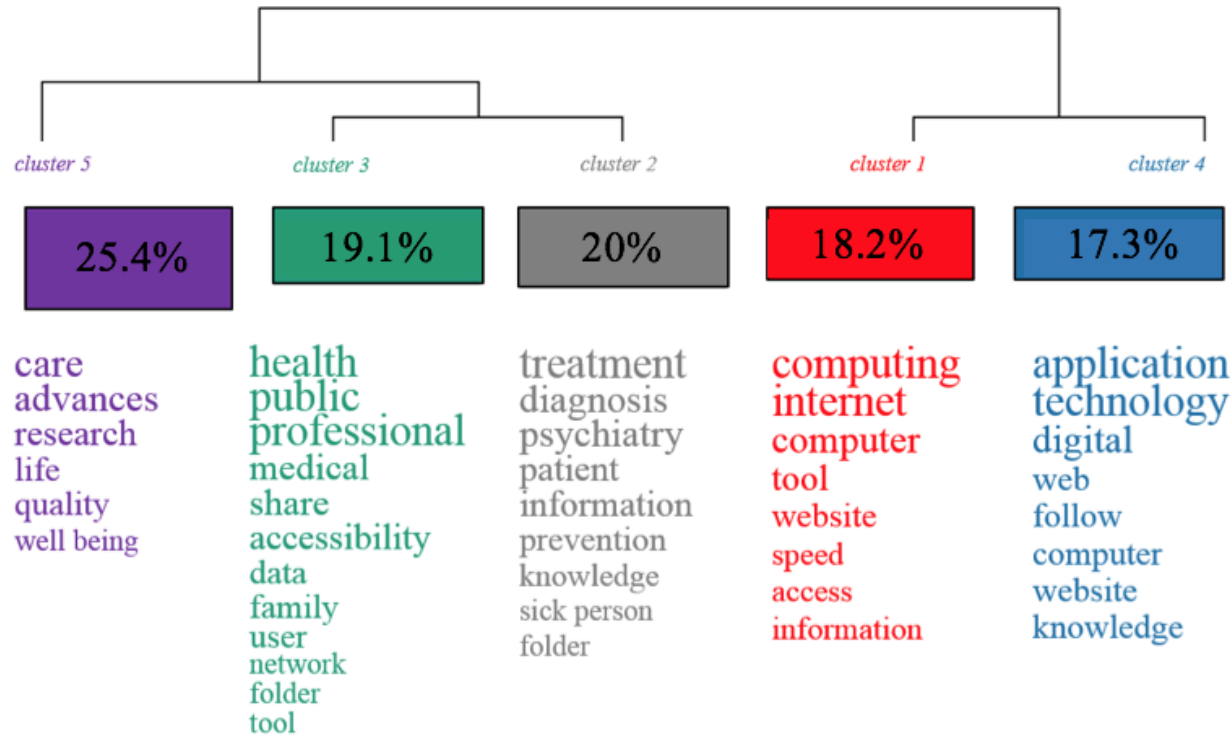 cluster 5
cluster 3
cluster 2
cluster 1
cluster 4
25.4%
19.1%
20%
18.2%
17.3%
care
advances
research
life
quality
well being
health
public
professional
medical
share
accessibility
data
family
user
network
folder
tool
treatment
diagnosis
psychiatry
patient
information
prevention
knowledge
sick person
folder
computing
internet
computer
tool
website
speed
access
information
application
technology
digital
web
follow
computer
website
knowledge